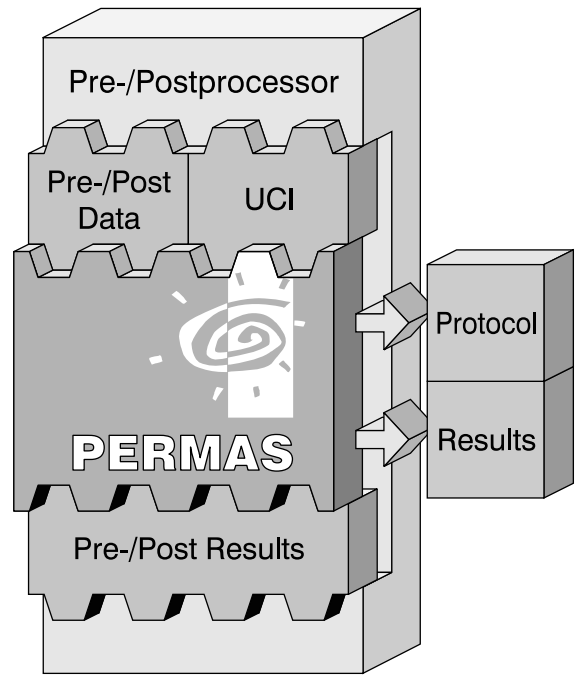 Pre-/Postprocessor
Pre-/Post
Data
UCI
Protocol
Results
PERMAS
Pre-/Post Results